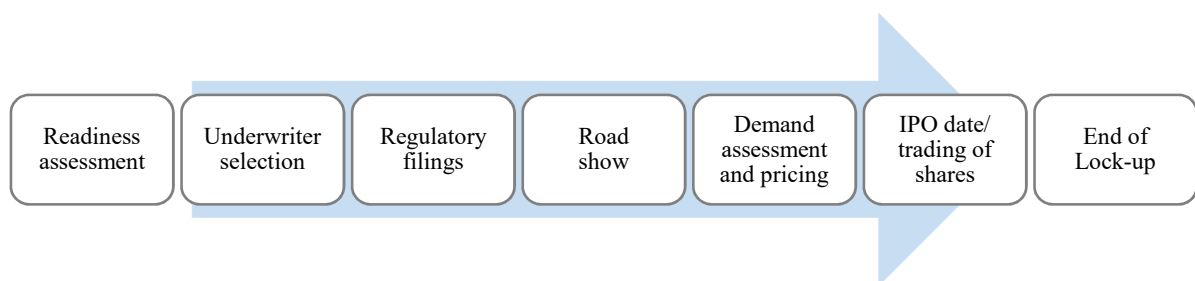 Readiness
assessment
Underwriter
selection
Regulatory
filings
Road
show
Demand
assessment
and pricing
IPO date/
trading of
shares
End of
Lock-up